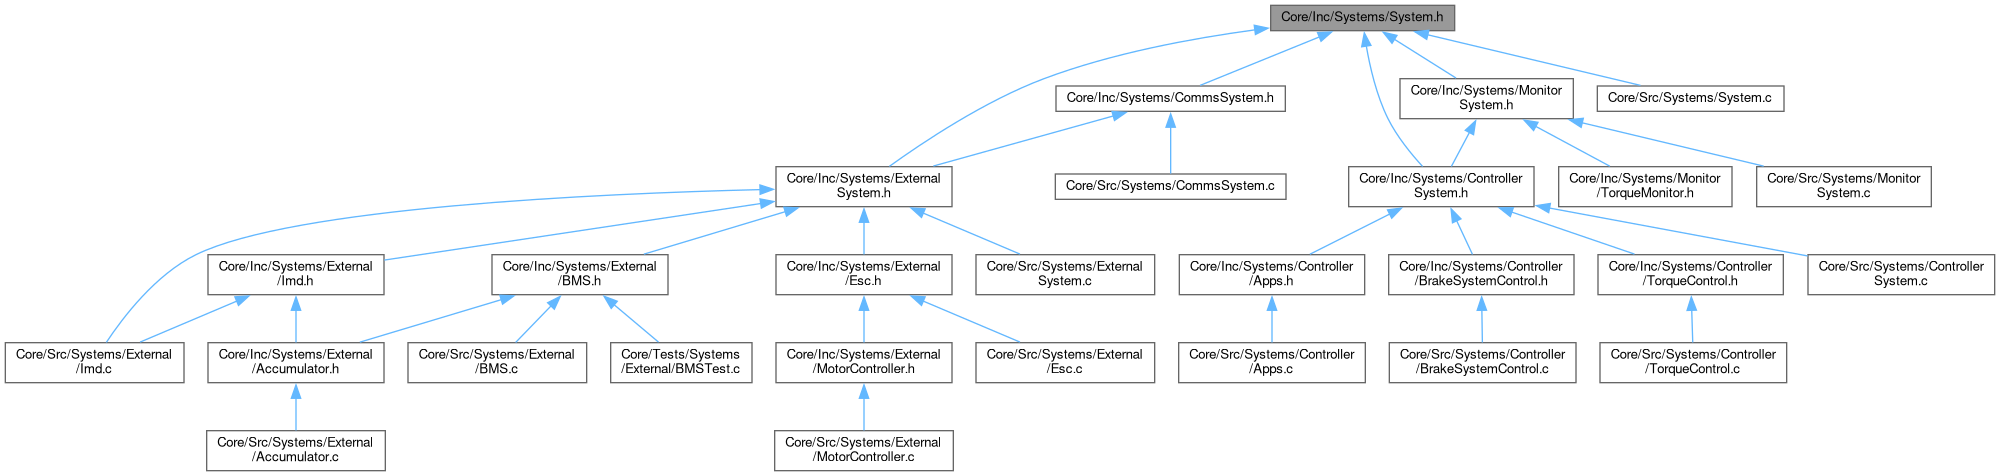 Core/Inc/Systems/System.h
Core/Inc/Systems/CommsSystem.h
Core/Inc/Systems/Monitor
System.h
Core/Src/Systems/System.c
Core/Inc/Systems/External
System.h
Core/Src/Systems/CommsSystem.c
Core/Inc/Systems/Controller
System.h
Core/Inc/Systems/Monitor
/TorqueMonitor.h
Core/Src/Systems/Monitor
System.c
Core/Inc/Systems/External
/Imd.h
Core/Inc/Systems/External
/BMS.h
Core/Inc/Systems/External
/Esc.h
Core/Src/Systems/External
System.c
Core/Inc/Systems/Controller
/Apps.h
Core/Inc/Systems/Controller
/BrakeSystemControl.h
Core/Inc/Systems/Controller
/TorqueControl.h
Core/Src/Systems/Controller
System.c
Core/Src/Systems/External
/Imd.c
Core/Inc/Systems/External
/Accumulator.h
Core/Src/Systems/External
/BMS.c
Core/Tests/Systems
/External/BMSTest.c
Core/Inc/Systems/External
/MotorController.h
Core/Src/Systems/External
/Esc.c
Core/Src/Systems/Controller
/Apps.c
Core/Src/Systems/Controller
/BrakeSystemControl.c
Core/Src/Systems/Controller
/TorqueControl.c
Core/Src/Systems/External
/Accumulator.c
Core/Src/Systems/External
/MotorController.c